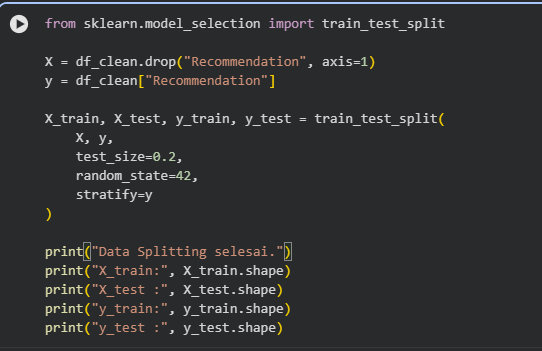 from sklearn.model_selection import train_test_split
X = df_clean.drop("Recommendation", axis=1)
y = df_clean["Recommendation"]
X_train, X_test, y_train, y_test = train_test_split(
    X, y,
    test_size=0.2,
    random_state=42,
    stratify=y
)
print("Data Splitting selesai.")
print("X_train:", X_train.shape)
print("X_test :", X_test.shape)
print("y_train:", y_train.shape)
print("y_test :", y_test.shape)